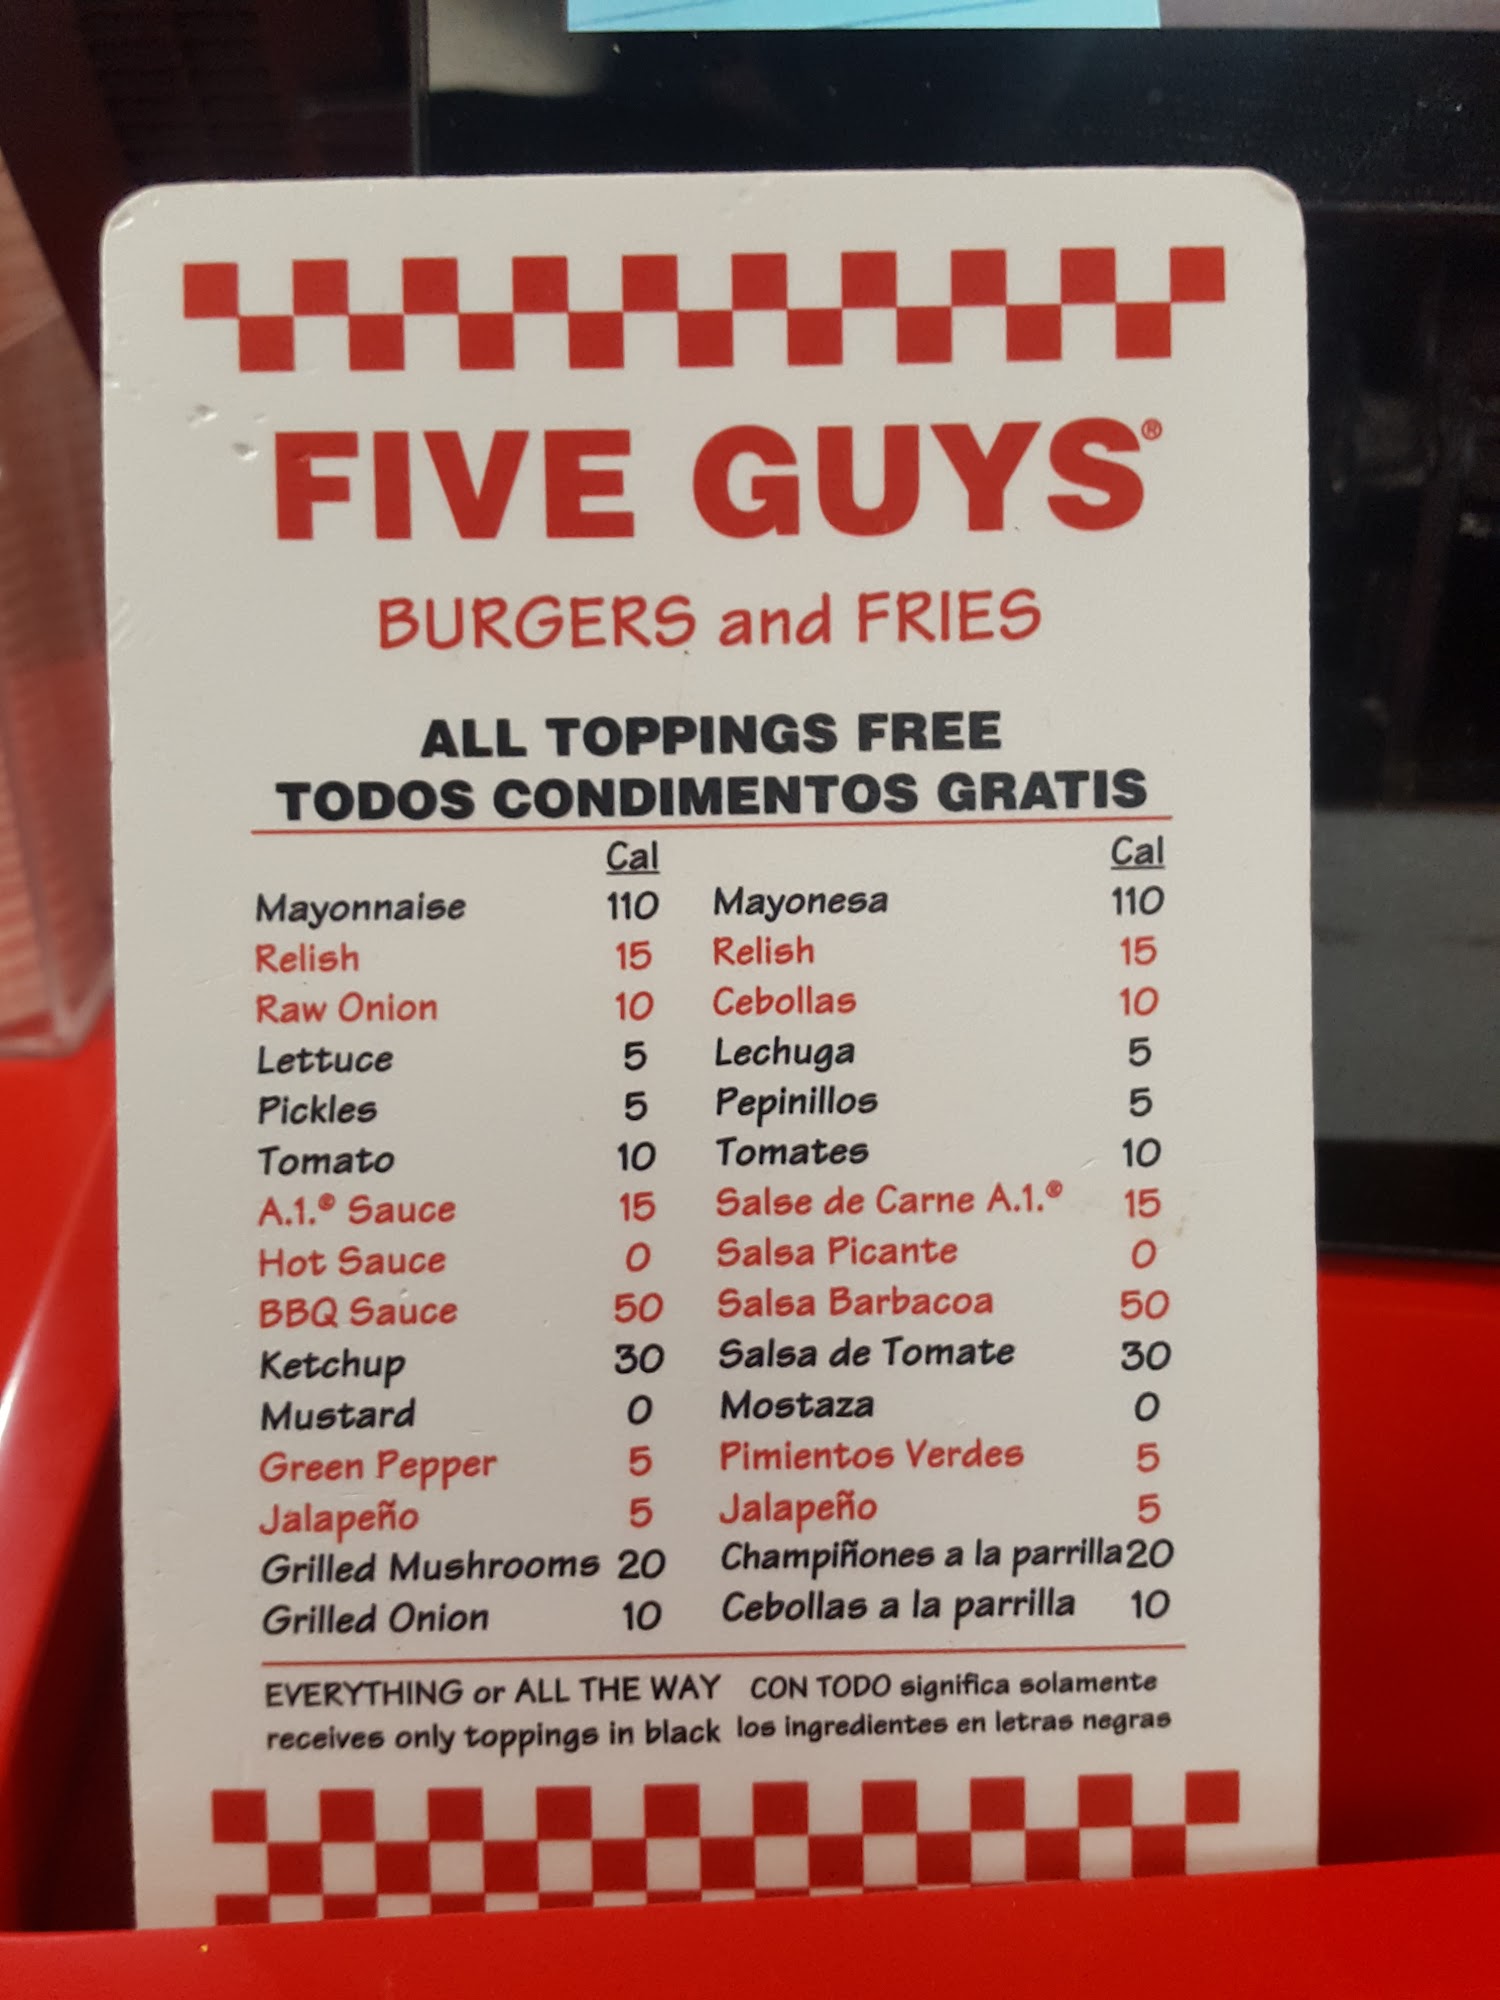 FIVE GUYS®
BURGERS and FRIES
ALL TOPPINGS FREE
TODOS CONDIMENTOS GRATIS
Cal Cal
Mayonnaise 110 Mayonesa 110
Relish 15 Relish 15
Raw Onion 10 Cebollas 10
Lettuce 5 Lechuga 5
Pickles 5 Pepinillos 5
Tomato 10 Tomates 10
A.1.® Sauce 15 Salse de Carne A.1.® 15
Hot Sauce 0 Salsa Picante 0
BBQ Sauce 50 Salsa Barbacoa 50
Ketchup 30 Salsa de Tomate 30
Mustard 0 Mostaza 0
Green Pepper 5 Pimientos Verdes 5
Jalapeño 5 Jalapeño 5
Grilled Mushrooms 20 Champiñones a la parrilla 20
Grilled Onion 10 Cebollas a la parrilla 10
EVERYTHING or ALL THE WAY CON TODO significa solamente
receives only toppings in black los ingredientes en letras negras